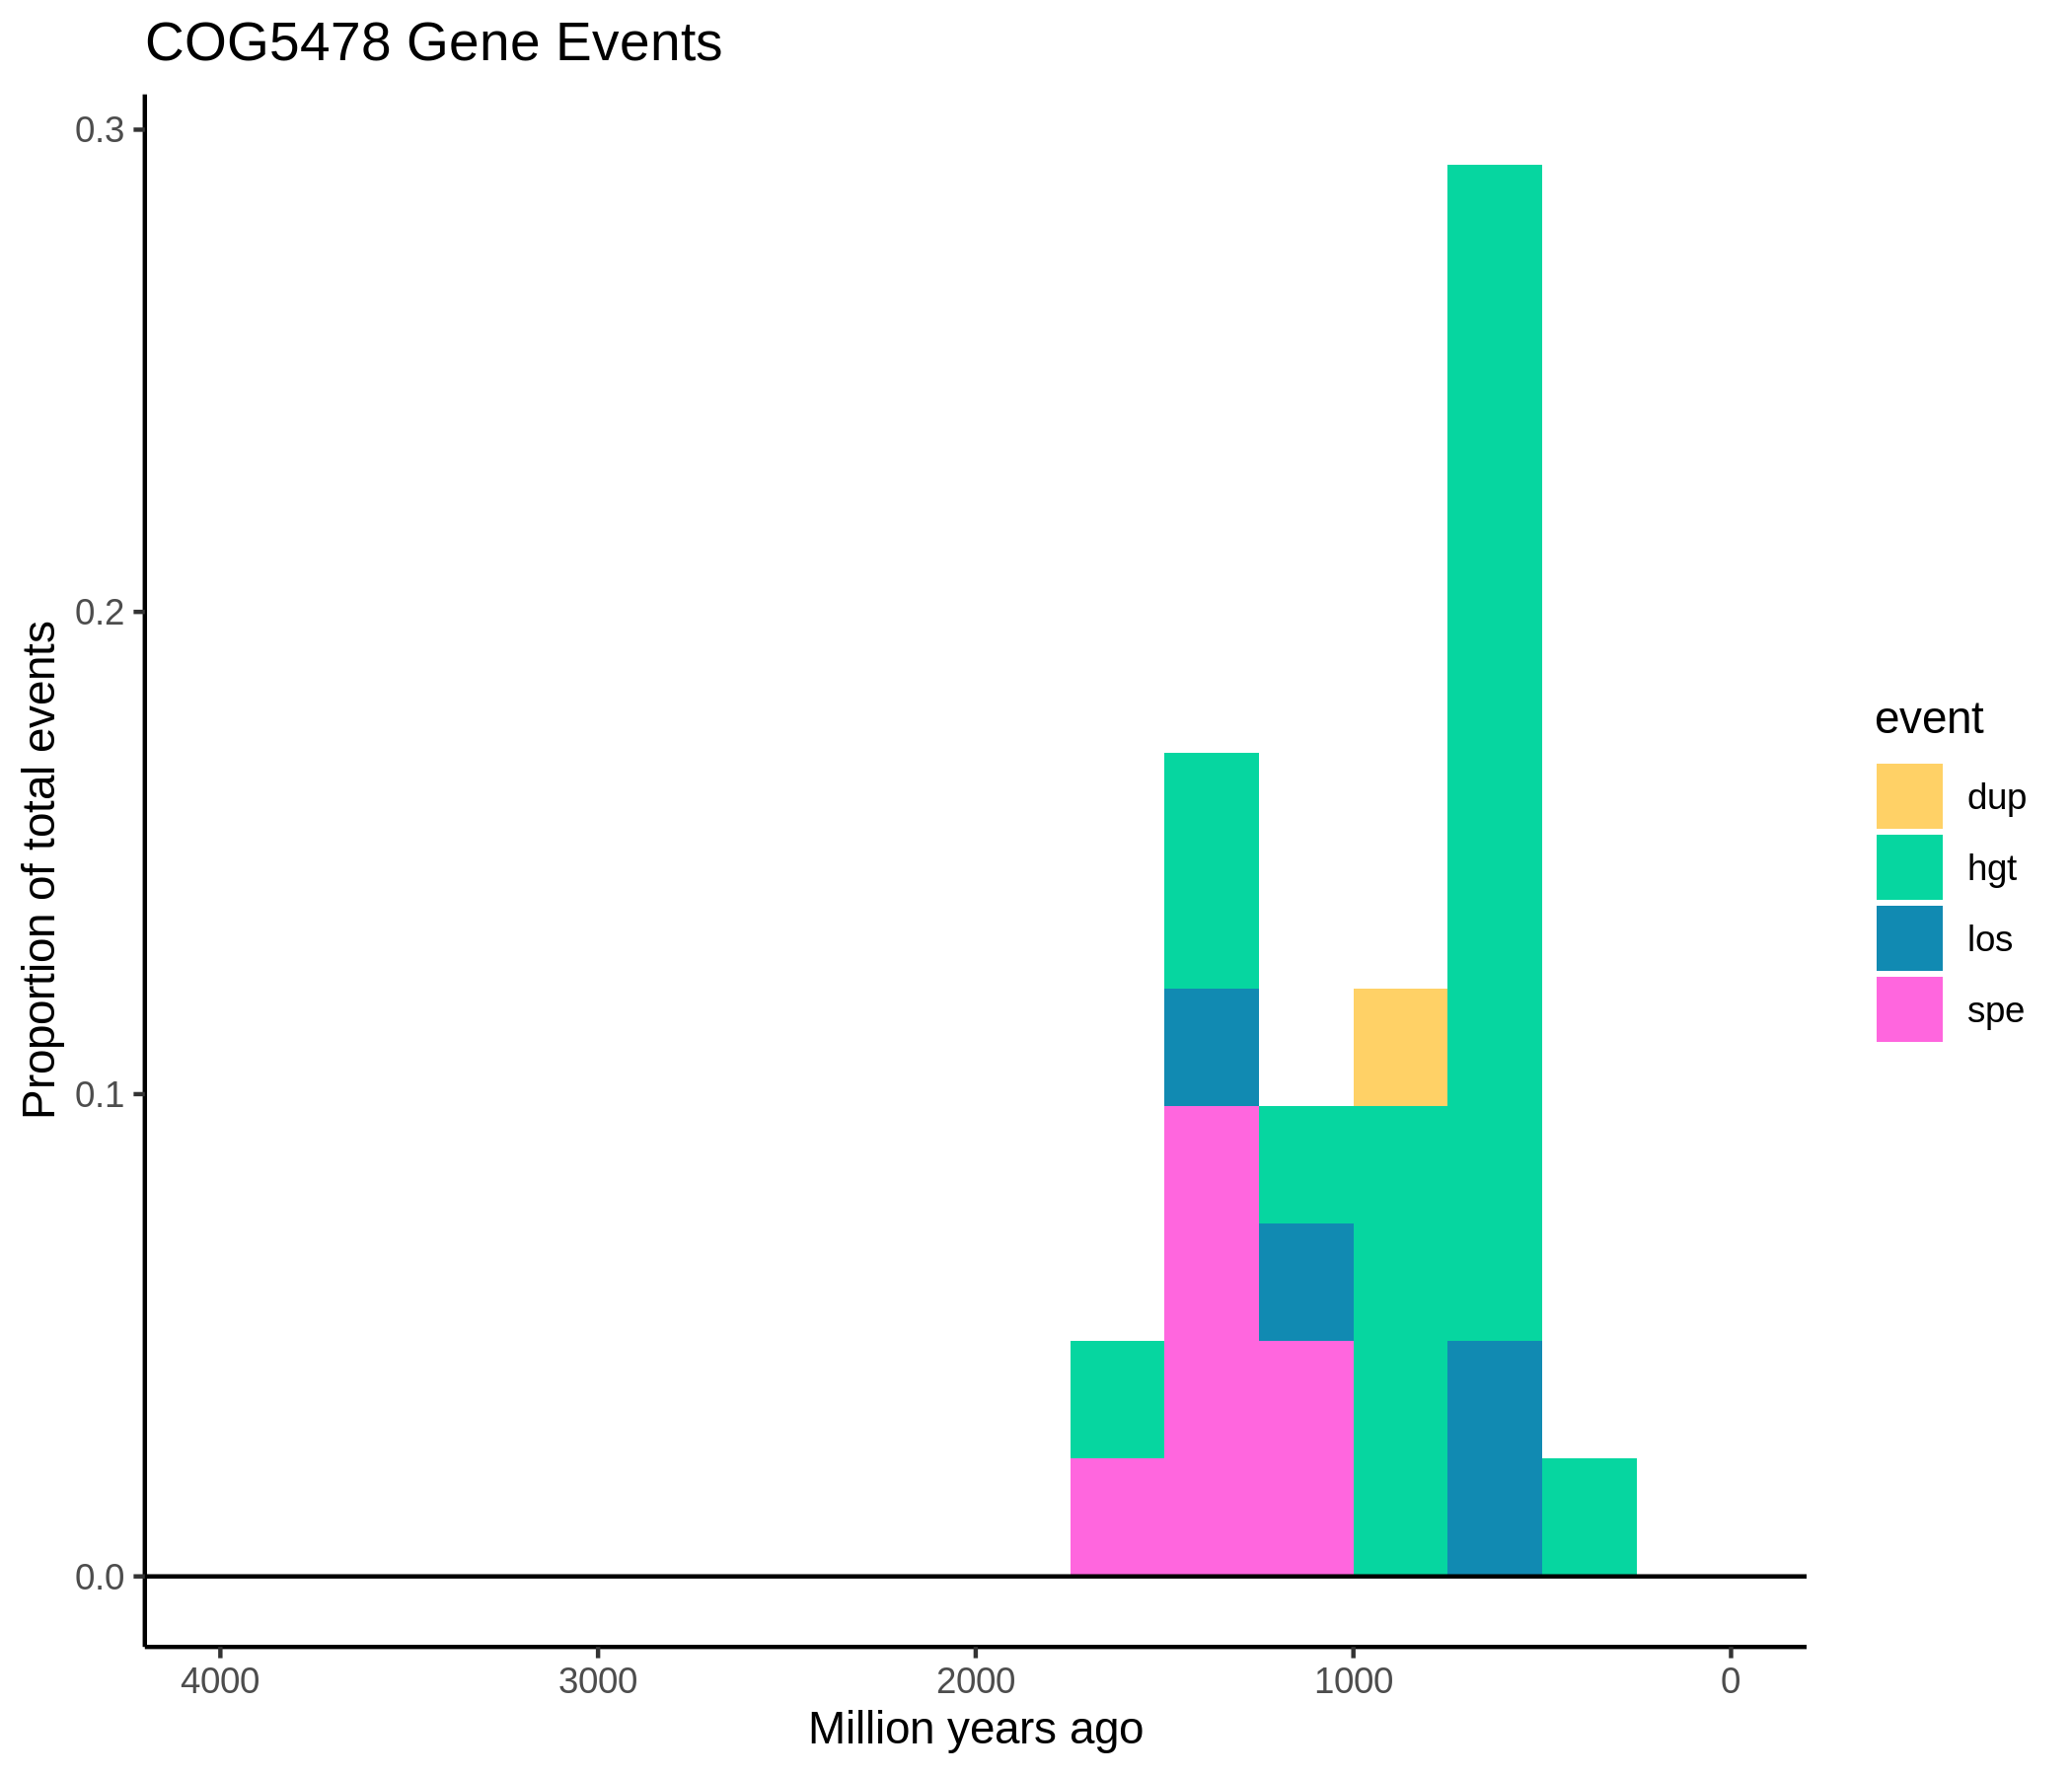 COG5478 Gene Events
0.3
0.2
0.1
0.0
Proportion of total events
4000 3000 2000 1000 0
Million years ago
event
dup
hgt
los
spe